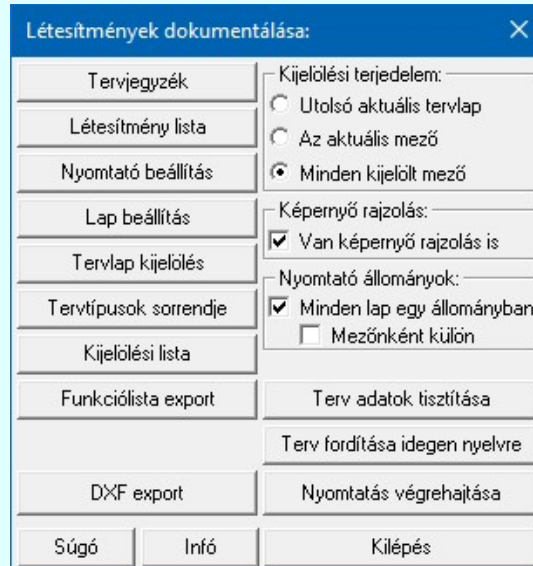 Létesítmények dokumentálása:
Tervjegyzék
Létesítmény lista
Nyomtató beállítás
Lap beállítás
Tervlap kijelölés
Tervtípusok sorrendje
Kijelölési lista
Funkciólista export
DXF export
Súgó
Infó
Kijelölési terjedelem:
Utolsó aktuális tervlap
Az aktuális mező
Minden kijelölt mező
Képernyő rajzolás:
Van képernyő rajzolás is
Nyomtató állományok:
Minden lap egy állományban
Mezőnként külön
Terv adatok tisztítása
Terv fordítása idegen nyelvre
Nyomtatás végrehajtása
Kilépés